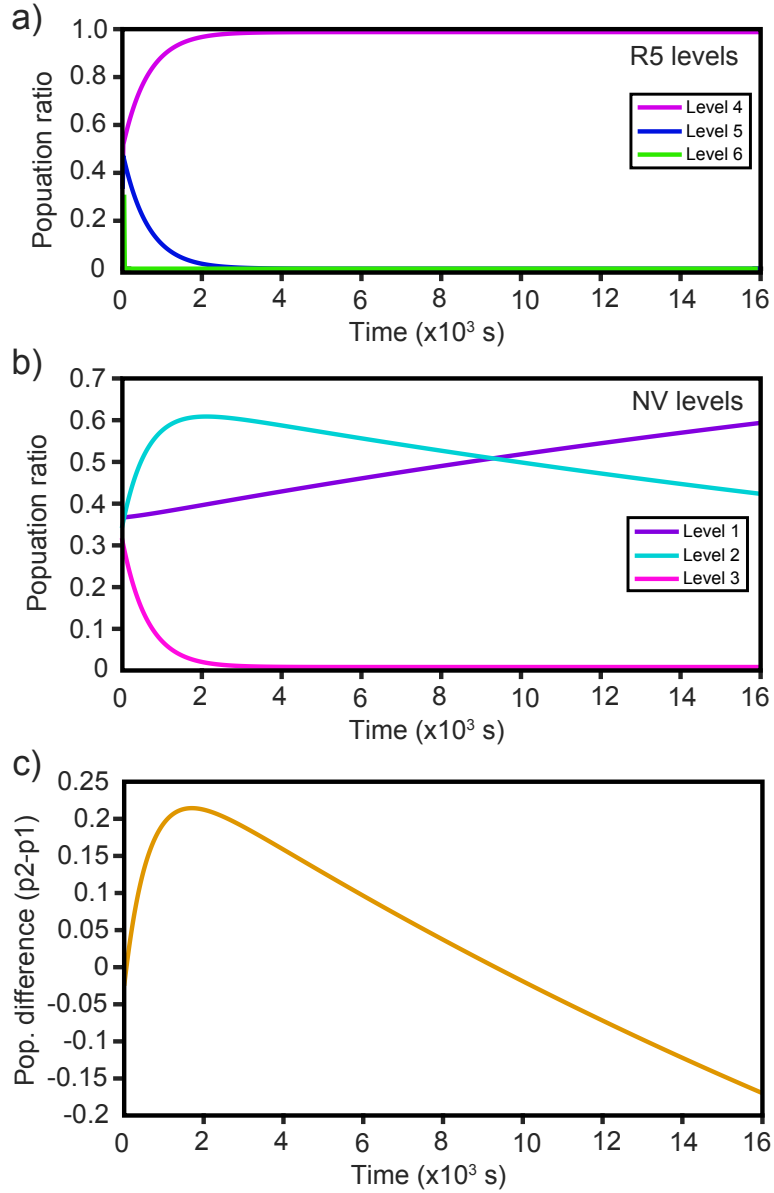 a)
1.0
0.8
0.6
0.4
0.2
0
Popuation ratio
R5 levels
Level 4
Level 5
Level 6
0 2 4 6 8 10 12 14 16
Time (x10³ s)
b)
0.7
0.6
0.5
0.4
0.3
0.2
0.1
0
Popuation ratio
NV levels
Level 1
Level 2
Level 3
0 2 4 6 8 10 12 14 16
Time (x10³ s)
c)
0.25
0.2
0.15
0.1
0.05
0
-0.05
-0.1
-0.15
-0.2
Pop. difference (p2-p1)
0 2 4 6 8 10 12 14 16
Time (x10³ s)